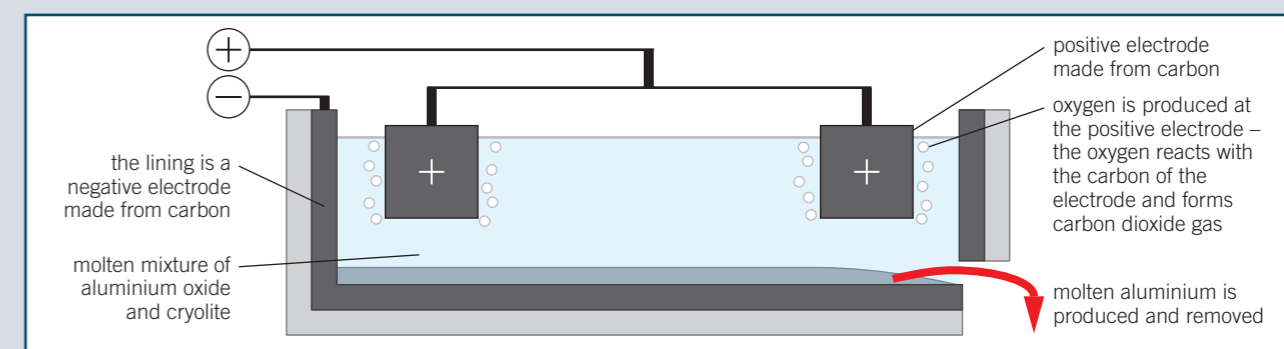 +
−
the lining is a
negative electrode
made from carbon
molten mixture of
aluminium oxide
and cryolite
+
+
positive electrode
made from carbon
oxygen is produced at
the positive electrode –
the oxygen reacts with
the carbon of the
electrode and forms
carbon dioxide gas
molten aluminium is
produced and removed